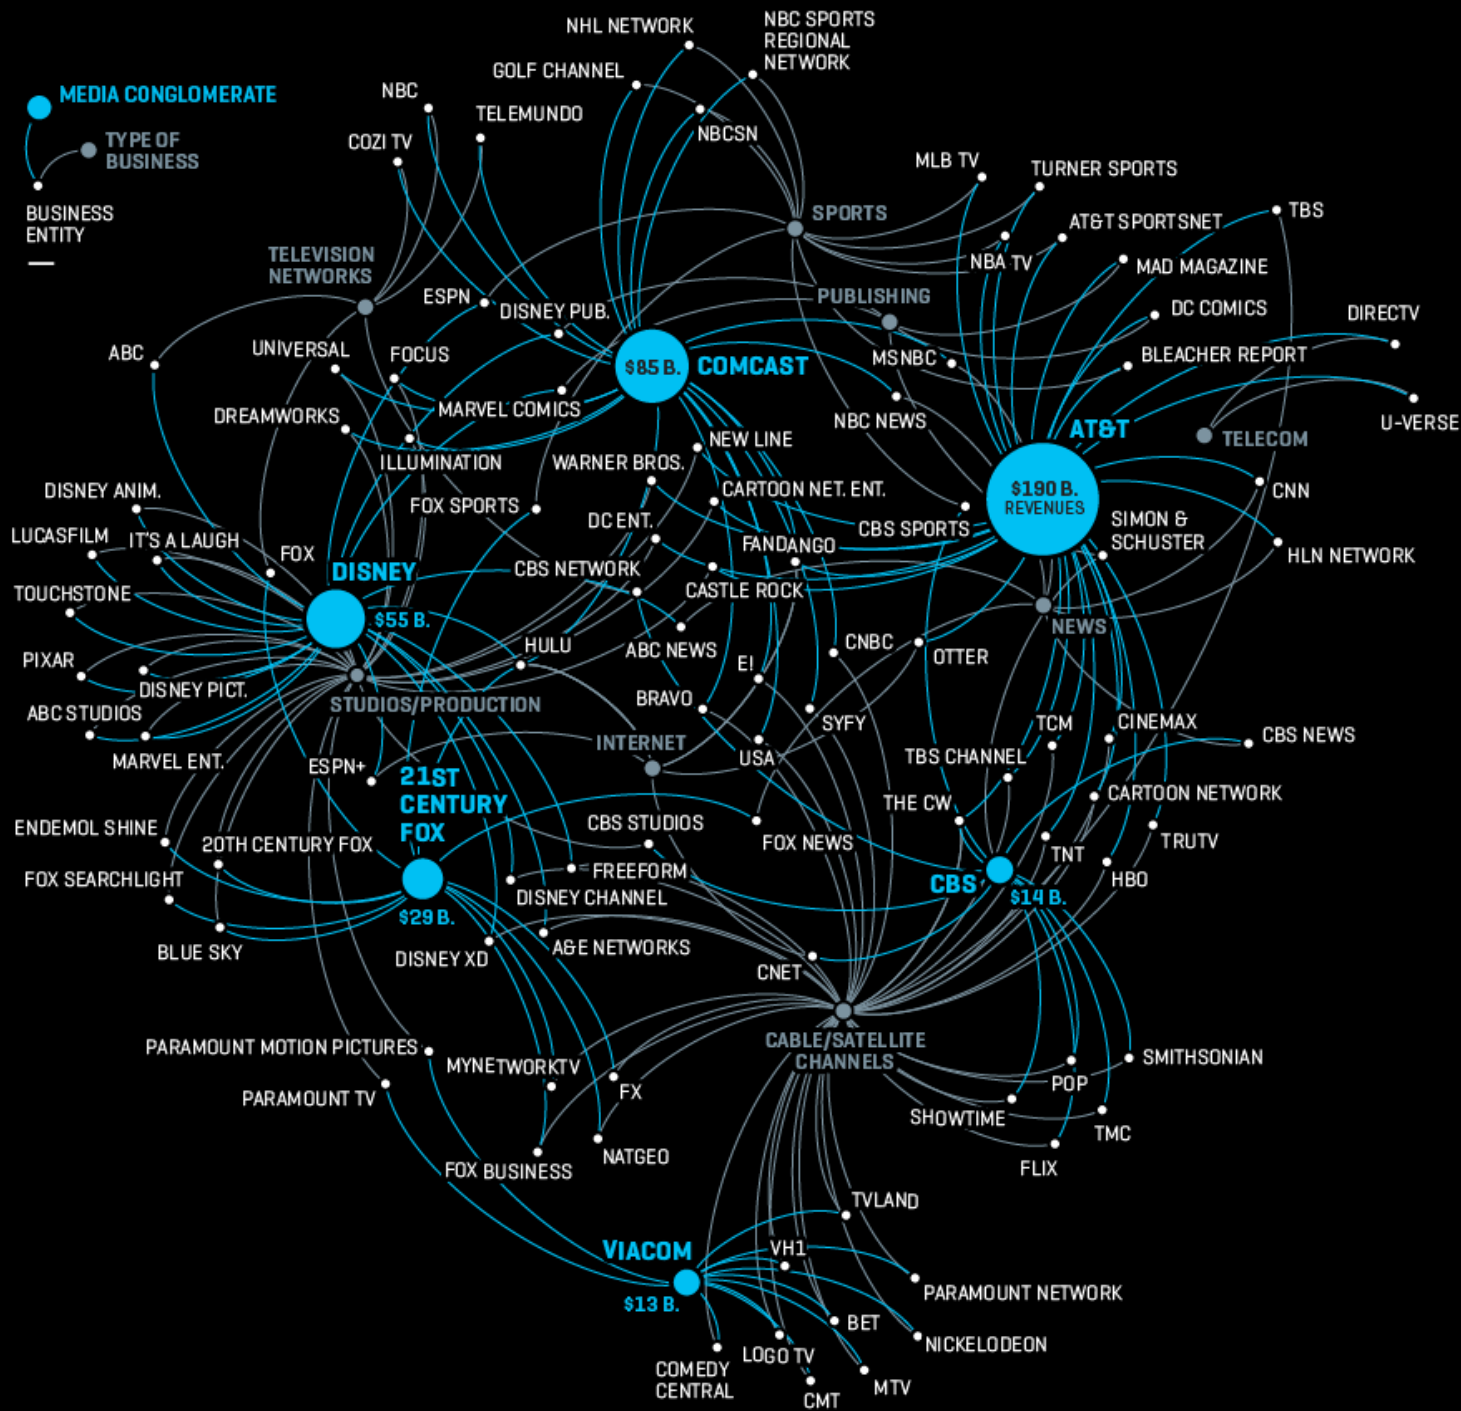 NHL NETWORK
NBC SPORTS
REGIONAL
NETWORK
GOLF CHANNEL
MEDIA CONGLOMERATE
NBC
TELEMUNDO
NBCSN
TYPE OF
BUSINESS
COZI TV
MLB TV
TURNER SPORTS
BUSINESS
ENTITY
SPORTS
AT&T SPORTSNET
TBS
TELEVISION
NETWORKS
NBA TV
MAD MAGAZINE
ESPN
DISNEY PUB.
PUBLISHING
DC COMICS
DIRECTV
ABC
UNIVERSAL
FOCUS
$85 B.
COMCAST
MSNBC
BLEACHER REPORT
DREAMWORKS
MARVEL COMICS
NBC NEWS
U-VERSE
AT&T
TELECOM
NEW LINE
ILLUMINATION
WARNER BROS.
DISNEY ANIM.
FOX SPORTS
CARTOON NET. ENT.
$190 B.
REVENUES
CNN
LUCASFILM
IT'S A LAUGH
DC ENT.
CBS SPORTS
SIMON &
SCHUSTER
FOX
FANDANGO
HLN NETWORK
DISNEY
CBS NETWORK
TOUCHSTONE
CASTLE ROCK
$55 B.
NEWS
HULU
ABC NEWS
CNBC
OTTER
PIXAR
E!
DISNEY PICT.
STUDIOS/PRODUCTION
BRAVO
ABC STUDIOS
SYFY
TCM
CINEMAX
CBS NEWS
INTERNET
MARVEL ENT.
ESPN+
USA
TBS CHANNEL
21ST
CENTURY
FOX
CARTOON NETWORK
THE CW
ENDEMOL SHINE
20TH CENTURY FOX
CBS STUDIOS
FOX NEWS
TNT
TRUTV
FOX SEARCHLIGHT
FREEFORM
CBS
HBO
DISNEY CHANNEL
$14 B.
$29 B.
BLUE SKY
DISNEY XD
A&E NETWORKS
CNET
CABLE/SATELLITE
CHANNELS
PARAMOUNT MOTION PICTURES
MYNETWORKTV
SMITHSONIAN
FX
POP
PARAMOUNT TV
SHOWTIME
TMC
FOX BUSINESS
NATGEO
FLIX
TVLAND
VIACOM
VH1
$13 B.
PARAMOUNT NETWORK
BET
NICKELODEON
LOGO TV
COMEDY
CENTRAL
MTV
CMT